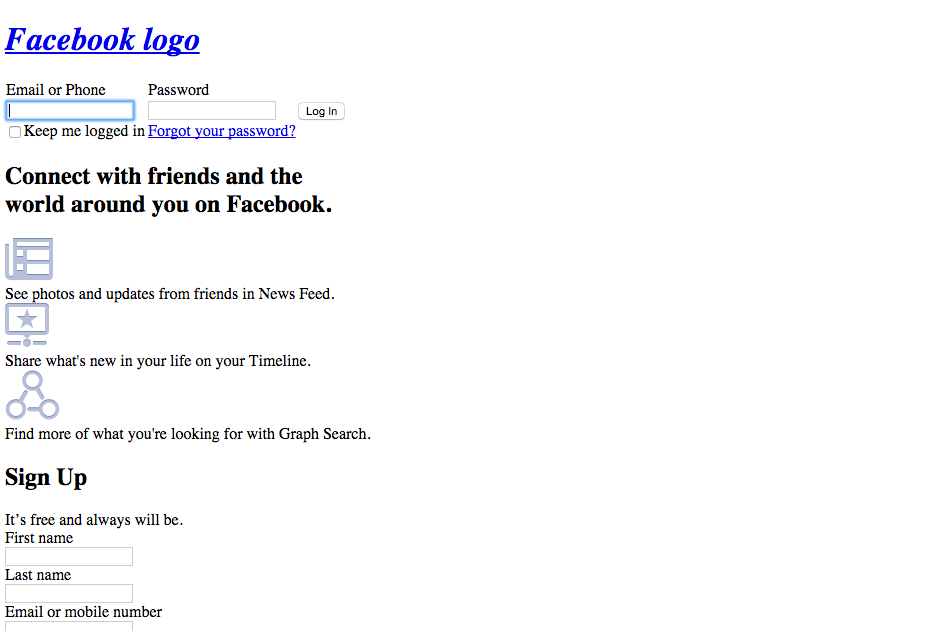 Facebook logo
Email or Phone Password
Log In
Keep me logged in Forgot your password?
Connect with friends and the
world around you on Facebook.
See photos and updates from friends in News Feed.
Share what's new in your life on your Timeline.
Find more of what you're looking for with Graph Search.
Sign Up
It’s free and always will be.
First name
Last name
Email or mobile number